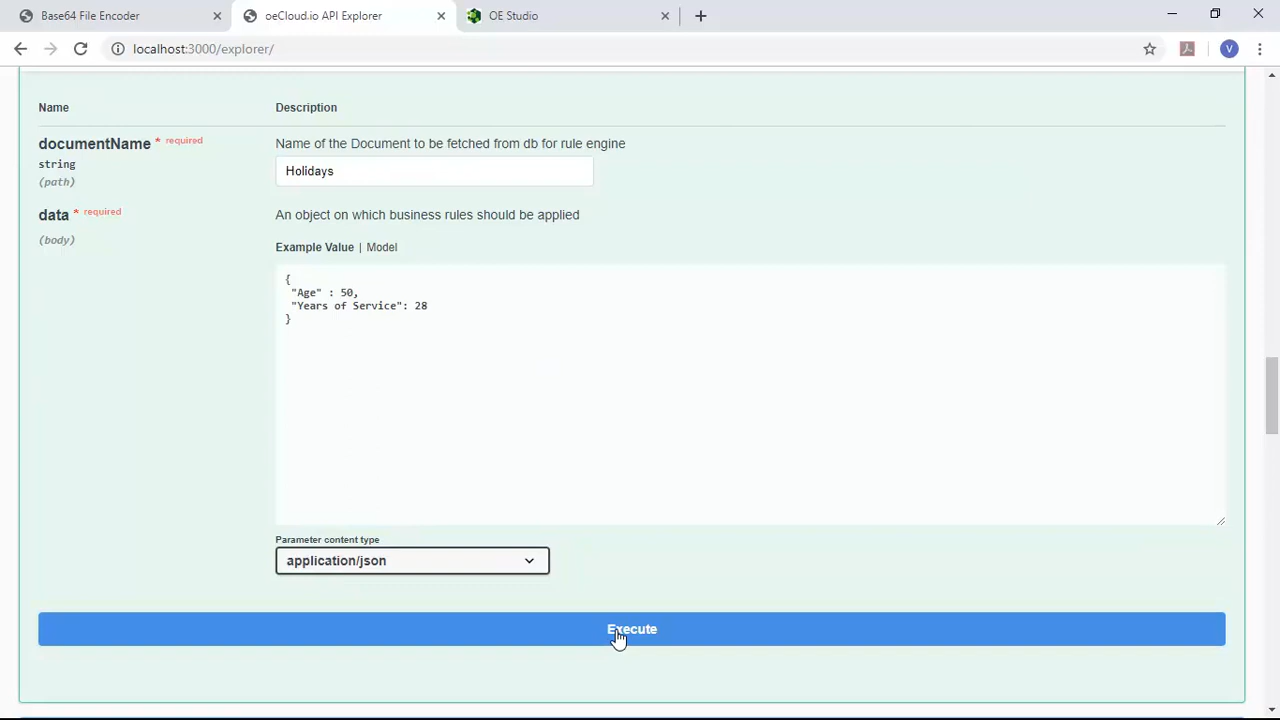 Base64 File Encoder
oeCloud.io API Explorer
OE Studio
localhost:3000/explorer/
V
Name
Description
documentName * required
Name of the Document to be fetched from db for rule engine
string
Holidays
(path)
data * required
An object on which business rules should be applied
(body)
Example Value | Model
{
"Age" : 50,
"Years of Service": 28
}
Parameter content type
application/json
Execute